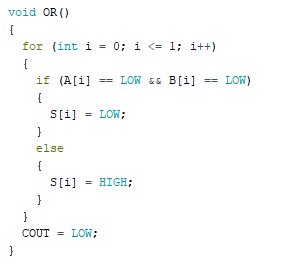 void OR()
{
  for (int i = 0; i <= 1; i++)
  {
    if (A[i] == LOW && B[i] == LOW)
    {
      S[i] = LOW;
    }
    else
    {
      S[i] = HIGH;
    }
  }
  COUT = LOW;
}